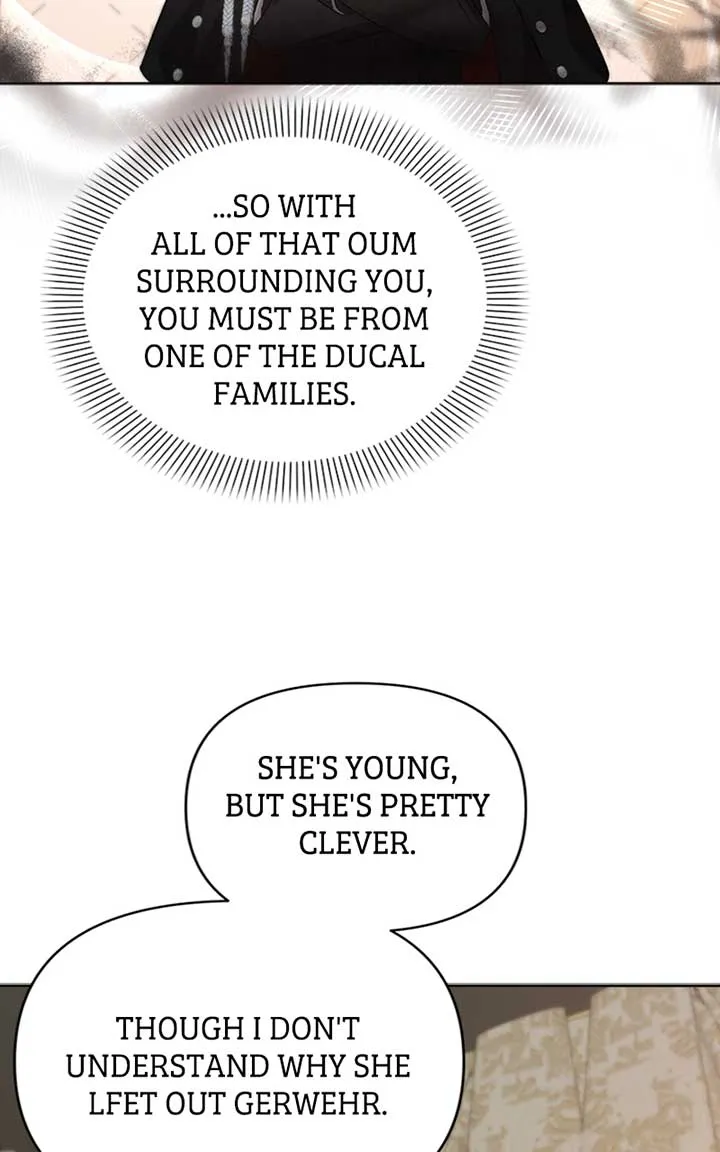 ...SO WITH
ALL OF THAT OUM
SURROUNDING YOU,
YOU MUST BE FROM
ONE OF THE DUCAL
FAMILIES.
SHE'S YOUNG,
BUT SHE'S PRETTY
CLEVER.
THOUGH I DON'T
UNDERSTAND WHY SHE
LFET OUT GERWEHR.